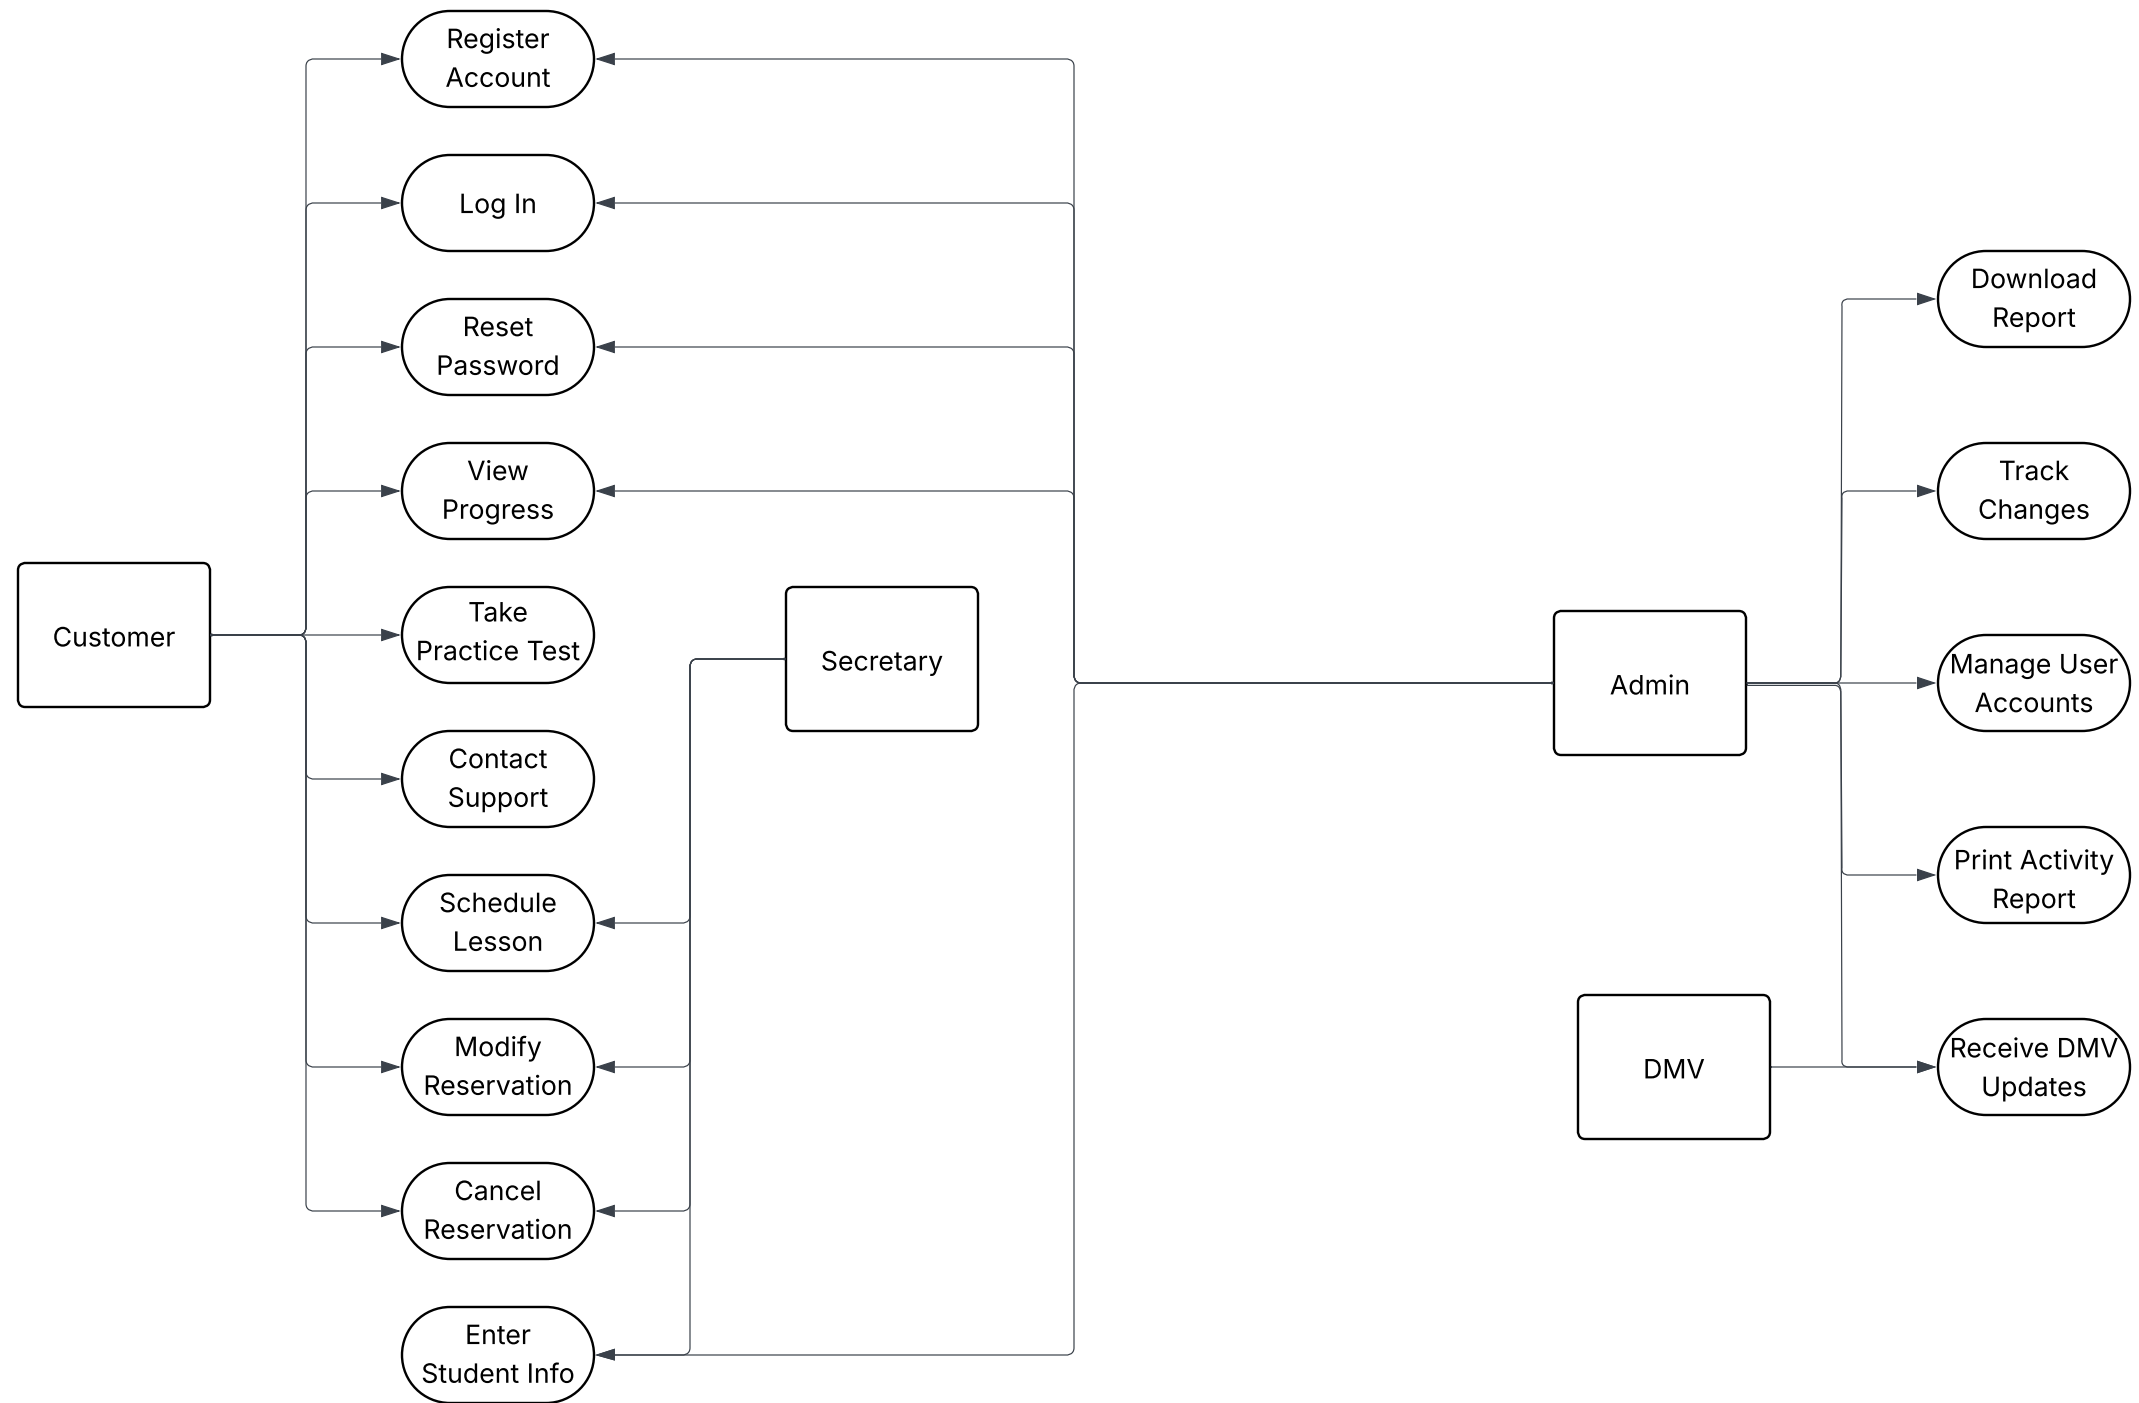 Register
Account
Log In
Reset
Password
View
Progress
Take
Practice Test
Contact
Support
Schedule
Lesson
Modify
Reservation
Cancel
Reservation
Enter
Student Info
Customer
Secretary
Admin
DMV
Download
Report
Track
Changes
Manage User
Accounts
Print Activity
Report
Receive DMV
Updates